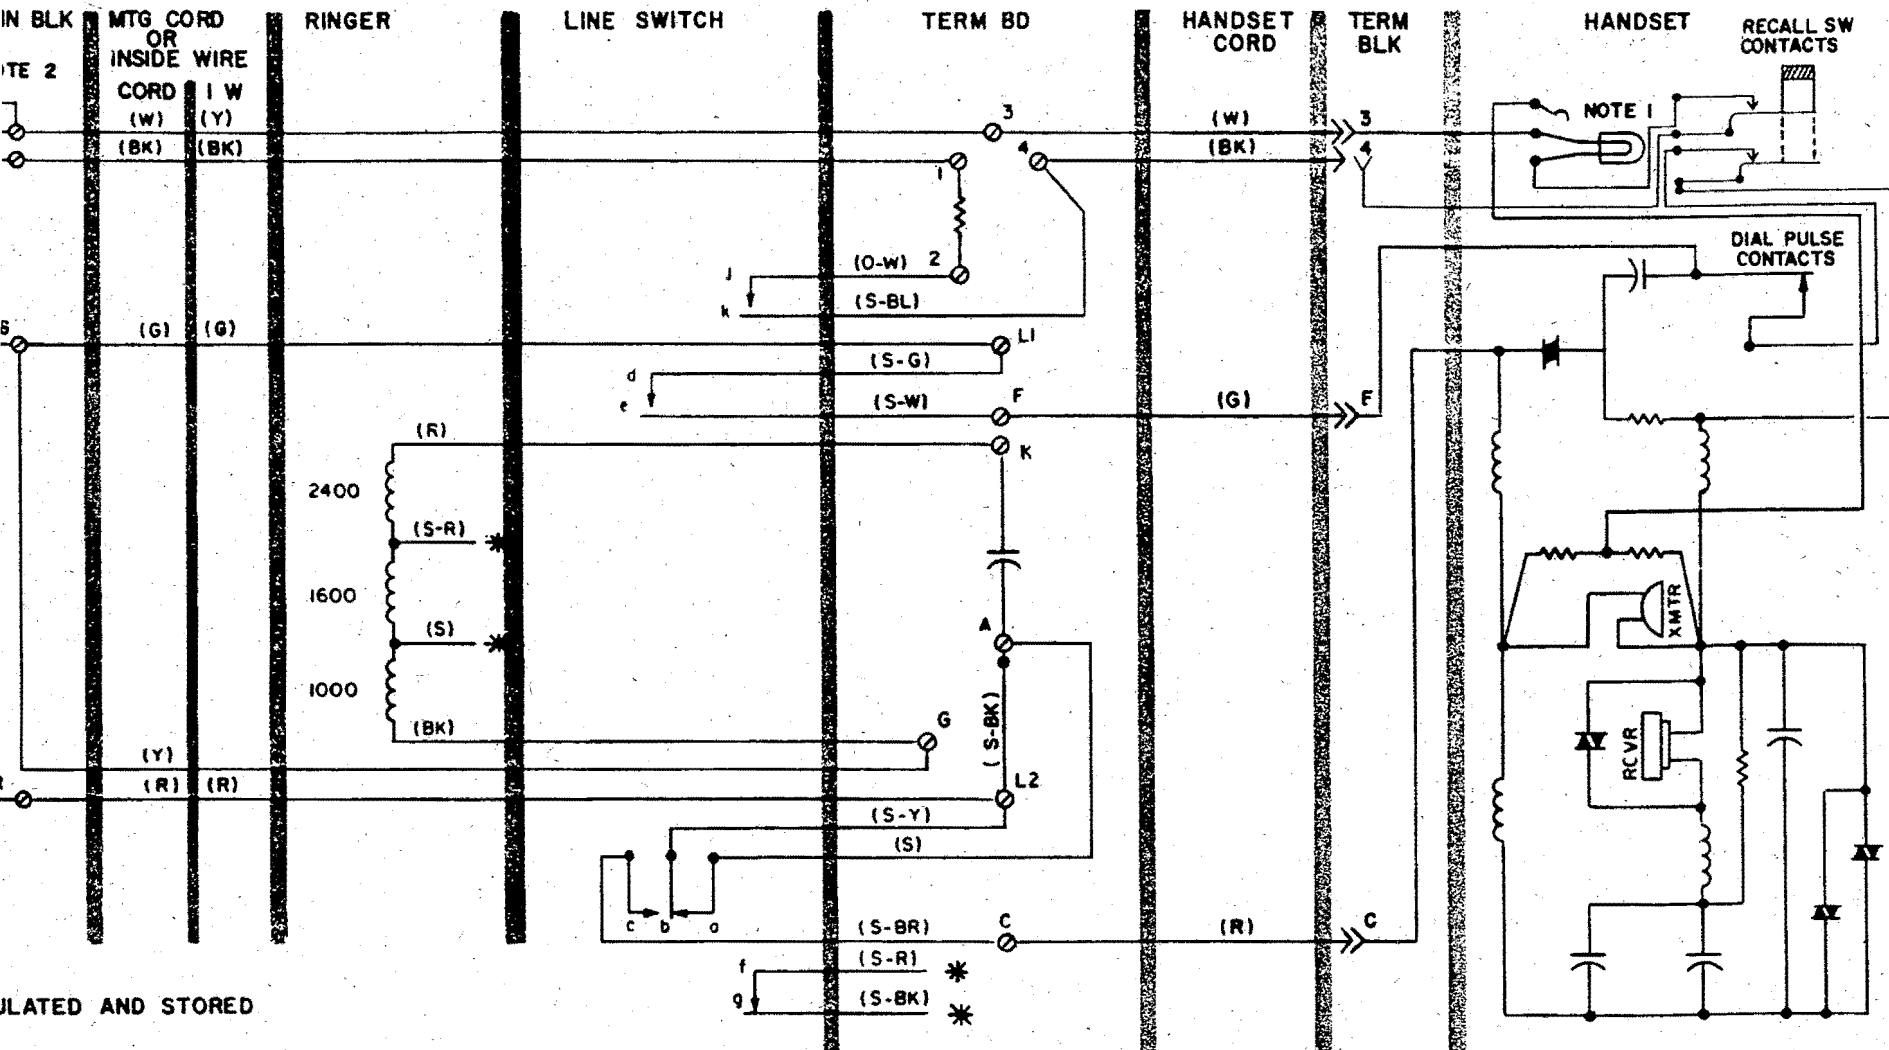 IN BLK
MTG CORD
OR
INSIDE WIRE
CORD
I W
RINGER
LINE SWITCH
TERM BD
HANDSET
CORD
TERM
BLK
HANDSET
RECALL SW
CONTACTS
TE 2
(W)
(Y)
3
(W)
3
NOTE 1
(BK)
(BK)
1
4
(BK)
4
j
(O-W)
2
k
(S-BL)
DIAL PULSE
CONTACTS
(G)
(G)
L1
d
(S-G)
e
(S-W)
F
(G)
F
(R)
K
2400
(S-R)
*
1600
(S)
*
A
XMTR
1000
(BK)
G
(S-BK)
RCVR
(Y)
(R)
(R)
L2
(S-Y)
(S)
c
b
a
(S-BR)
C
(R)
C
f
(S-R)
*
g
(S-BK)
*
ULATED AND STORED